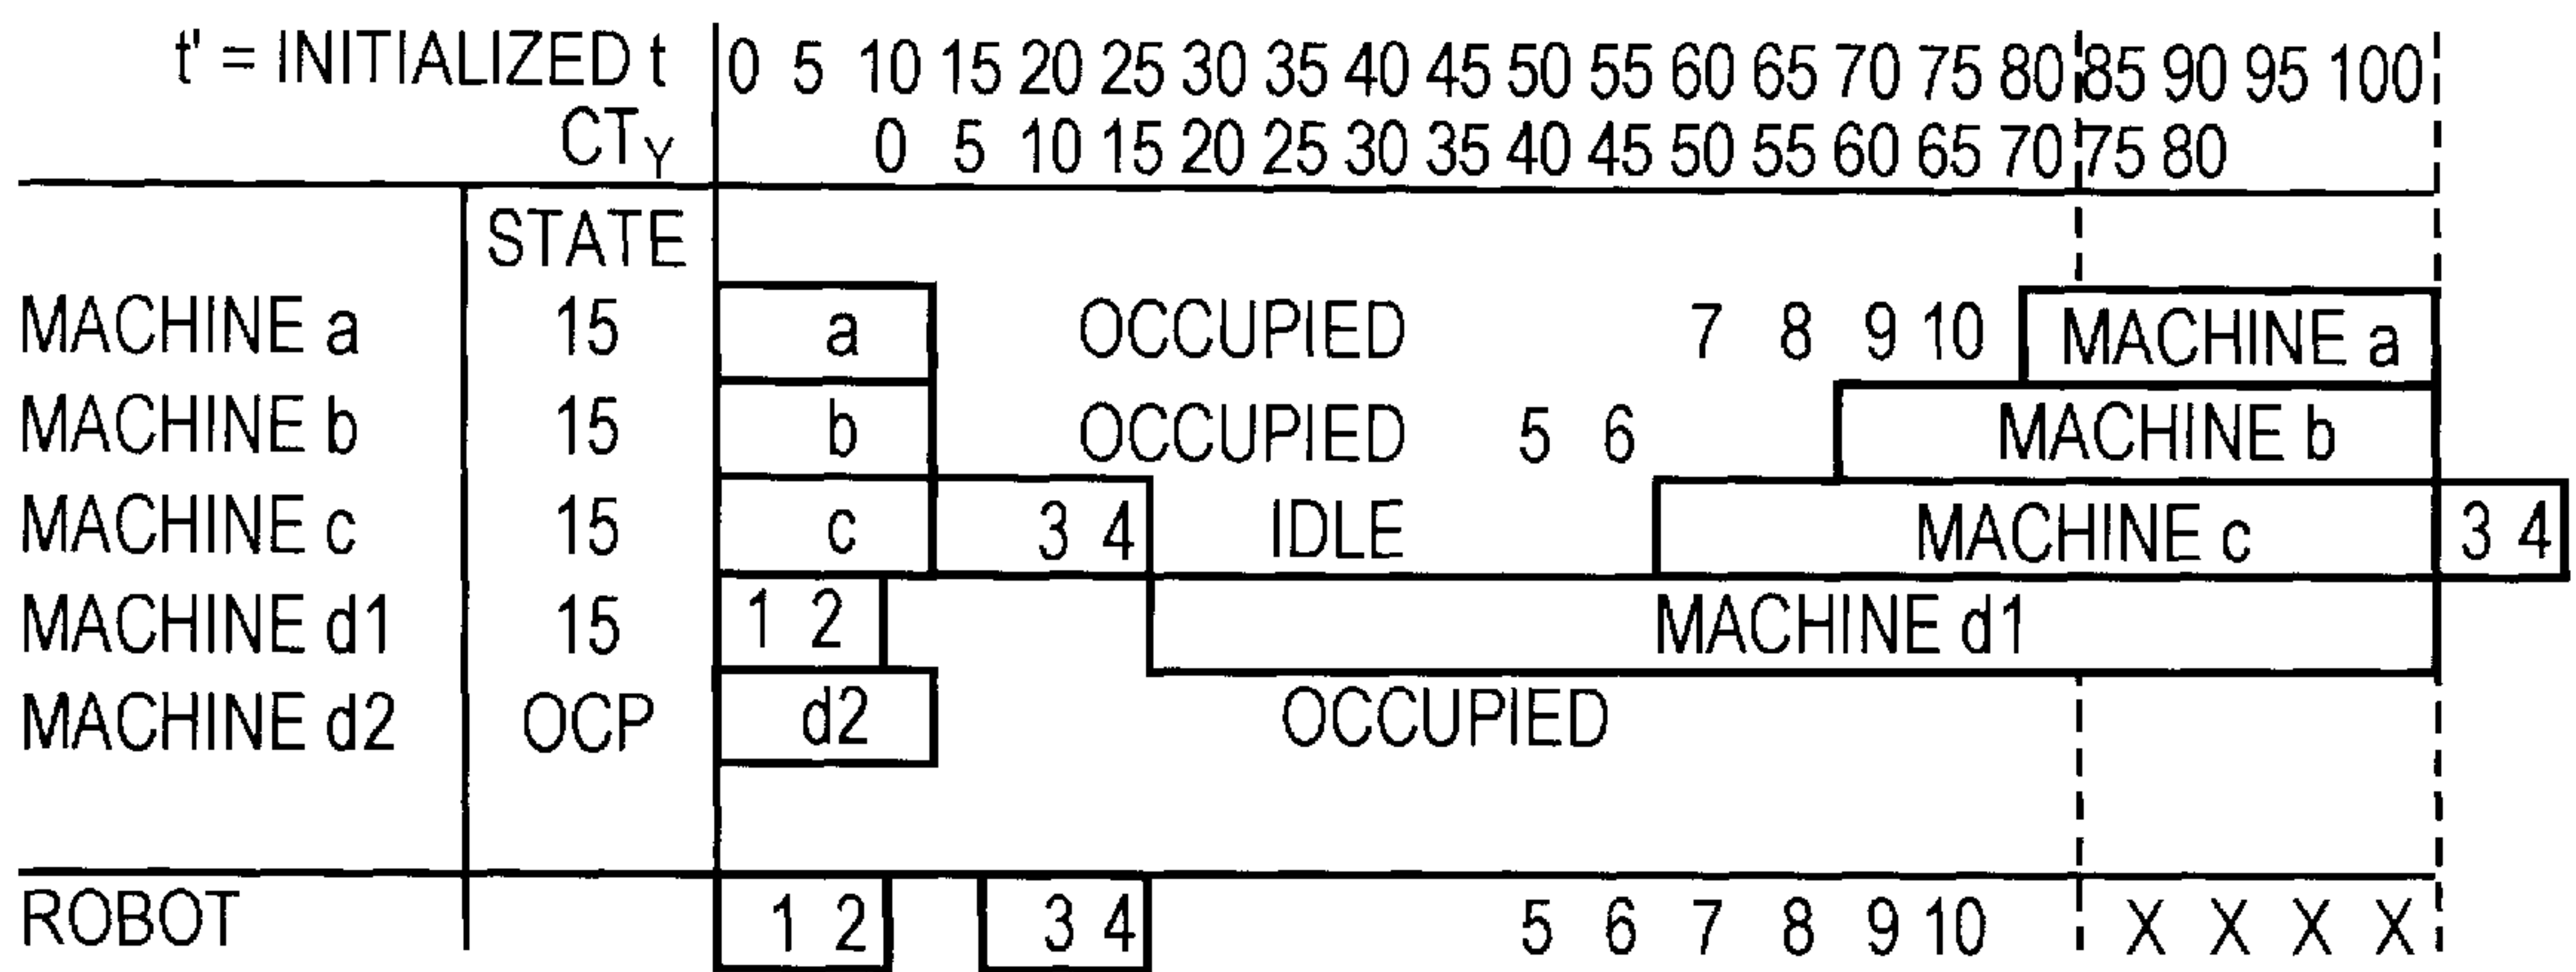 t' = INITIALIZED t 0 5 10 15 20 25 30 35 40 45 50 55 60 65 70 75 80 85 90 95 100
CTY 0 5 10 15 20 25 30 35 40 45 50 55 60 65 70 75 80
STATE
MACHINE a 15 a OCCUPIED 7 8 9 10 MACHINE a
MACHINE b 15 b OCCUPIED 5 6 MACHINE b
MACHINE c 15 c 3 4 IDLE MACHINE c 3 4
MACHINE d1 15 1 2 MACHINE d1
MACHINE d2 OCP d2 OCCUPIED
ROBOT 1 2 3 4 5 6 7 8 9 10 X X X X